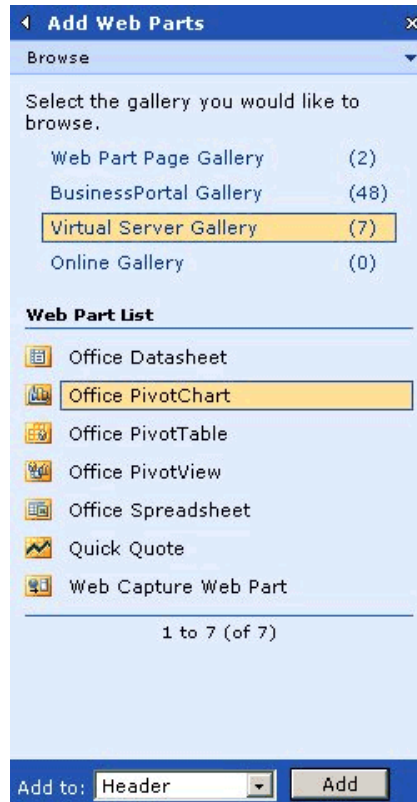 Add Web Parts
Browse
Select the gallery you would like to
browse.
Web Part Page Gallery (2)
BusinessPortal Gallery (48)
Virtual Server Gallery (7)
Online Gallery (0)
Web Part List
Office Datasheet
Office PivotChart
Office PivotTable
Office PivotView
Office Spreadsheet
Quick Quote
Web Capture Web Part
1 to 7 (of 7)
Add to: Header Add